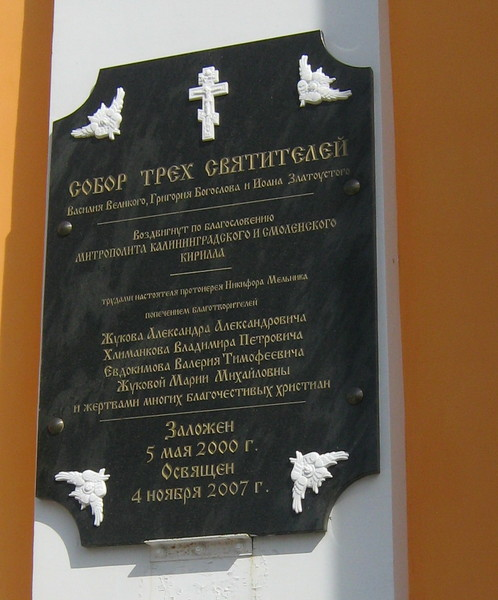 СОБОР ТРЕХ СВЯТИТЕЛЕЙ
Василия Великого, Григория Богослова и Иоана Златоустого
Воздвигнут по благословению
МИТРОПОЛИТА КАЛИНИНГРАДСКОГО И СМОЛЕНСКОГО
КИРИЛЛА
трудами настоятеля протоиерея Никифора Мельника
попечением благотворителей
Жукова Александра Александровича
Хлиманкова Владимира Петровича
Евдокимова Валерия Тимофеевича
Жуковой Марии Михайловны
и жертвами многих благочестивых христиан
Заложен
5 мая 2000 г.
Освящен
4 ноября 2007 г.